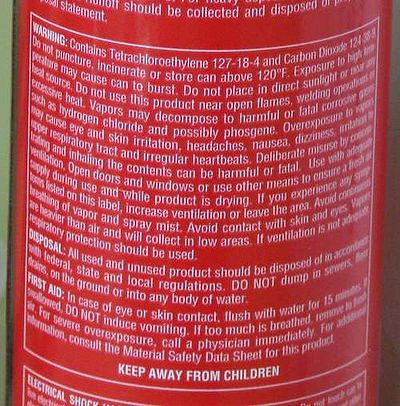 Runoff should be collected and disposed of
posal statement.
WARNING: Contains Tetrachloroethylene 127-18-4 and Carbon Dioxide 124-38-9.
Do not puncture, incinerate or store can above 120°F. Exposure to high tem-
perature may cause can to burst. Do not place in direct sunlight or near any
heat source. Do not use this product near open flames, welding operations or
excessive heat. Vapors may decompose to harmful or fatal corrosive gases
such as hydrogen chloride and possibly phosgene. Overexposure to vapors
may cause eye and skin irritation, headaches, nausea, dizziness, irritation to
upper respiratory tract and irregular heartbeats. Deliberate misuse by concen-
trating and inhaling the contents can be harmful or fatal. Use with adequate
ventilation. Open doors and windows or use other means to ensure a fresh air
supply during use and while product is drying. If you experience any symp-
toms listed on this label, increase ventilation or leave the area. Avoid continuous
breathing of vapor and spray mist. Avoid contact with skin and eyes. Vapors
are heavier than air and will collect in low areas. If ventilation is not adequate,
respiratory protection should be used.
DISPOSAL: All used and unused product should be disposed of in accordance
with federal, state and local regulations. DO NOT dump in sewers, floor
drains, on the ground or into any body of water.
FIRST AID: In case of eye or skin contact, flush with water for 15 minutes. If
swallowed, DO NOT induce vomiting. If too much is breathed, remove to fresh
air. For severe overexposure, call a physician immediately. For additional
information, consult the Material Safety Data Sheet for this product.
KEEP AWAY FROM CHILDREN
ELECTRICAL SHOCK
Do not touch can to